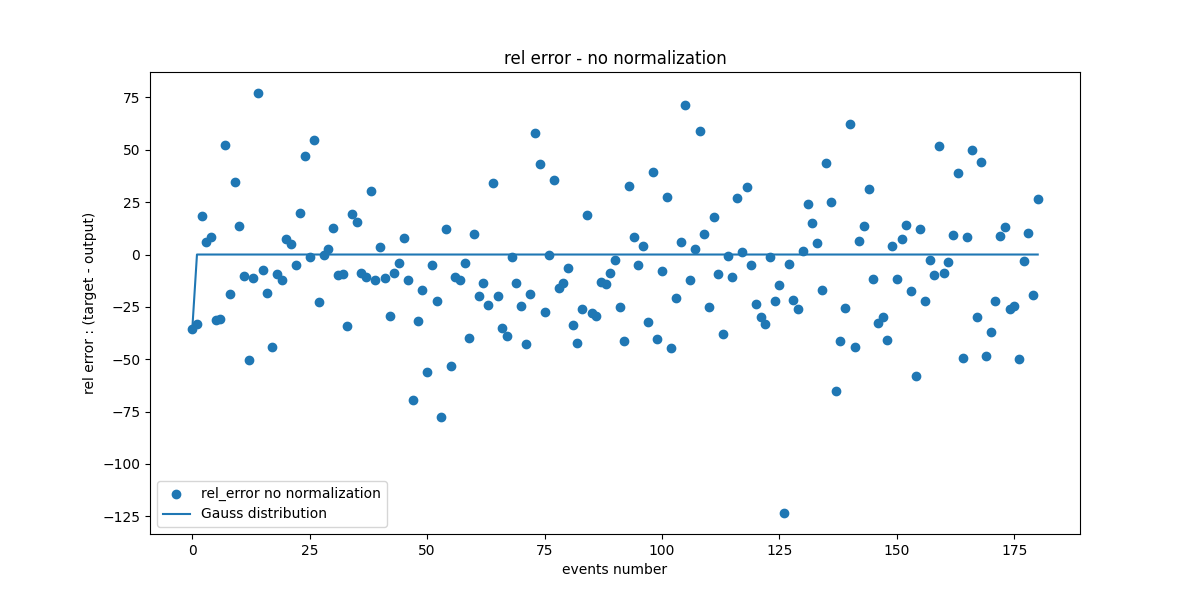 rel error - no normalization
rel error : (target - output)
75
50
25
0
−25
−50
−75
−100
−125
rel_error no normalization
Gauss distribution
0 25 50 75 100 125 150 175
events number